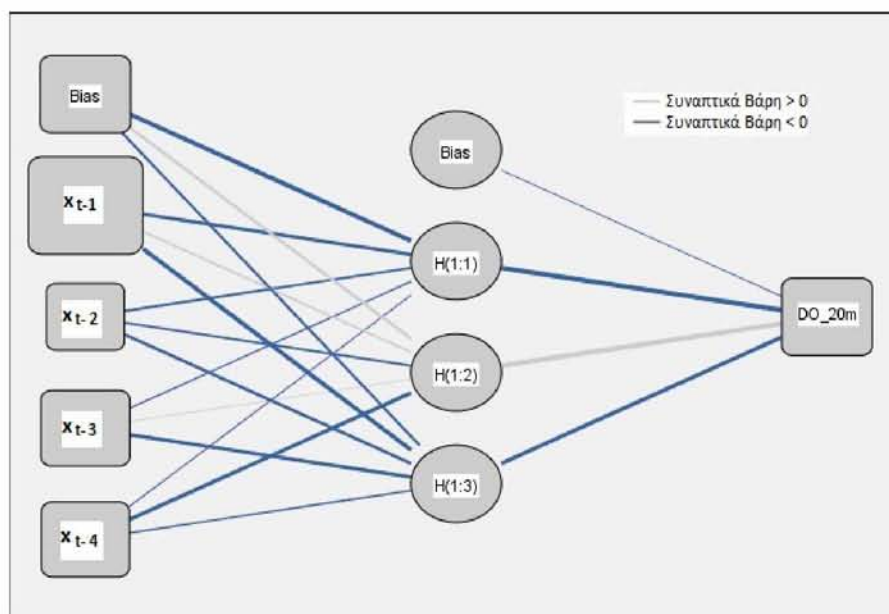 Bias
x t-1
x t-2
x t-3
x t-4
Bias
H(1:1)
H(1:2)
H(1:3)
Συναπτικά Βάρη > 0
Συναπτικά Βάρη < 0
DO_20m